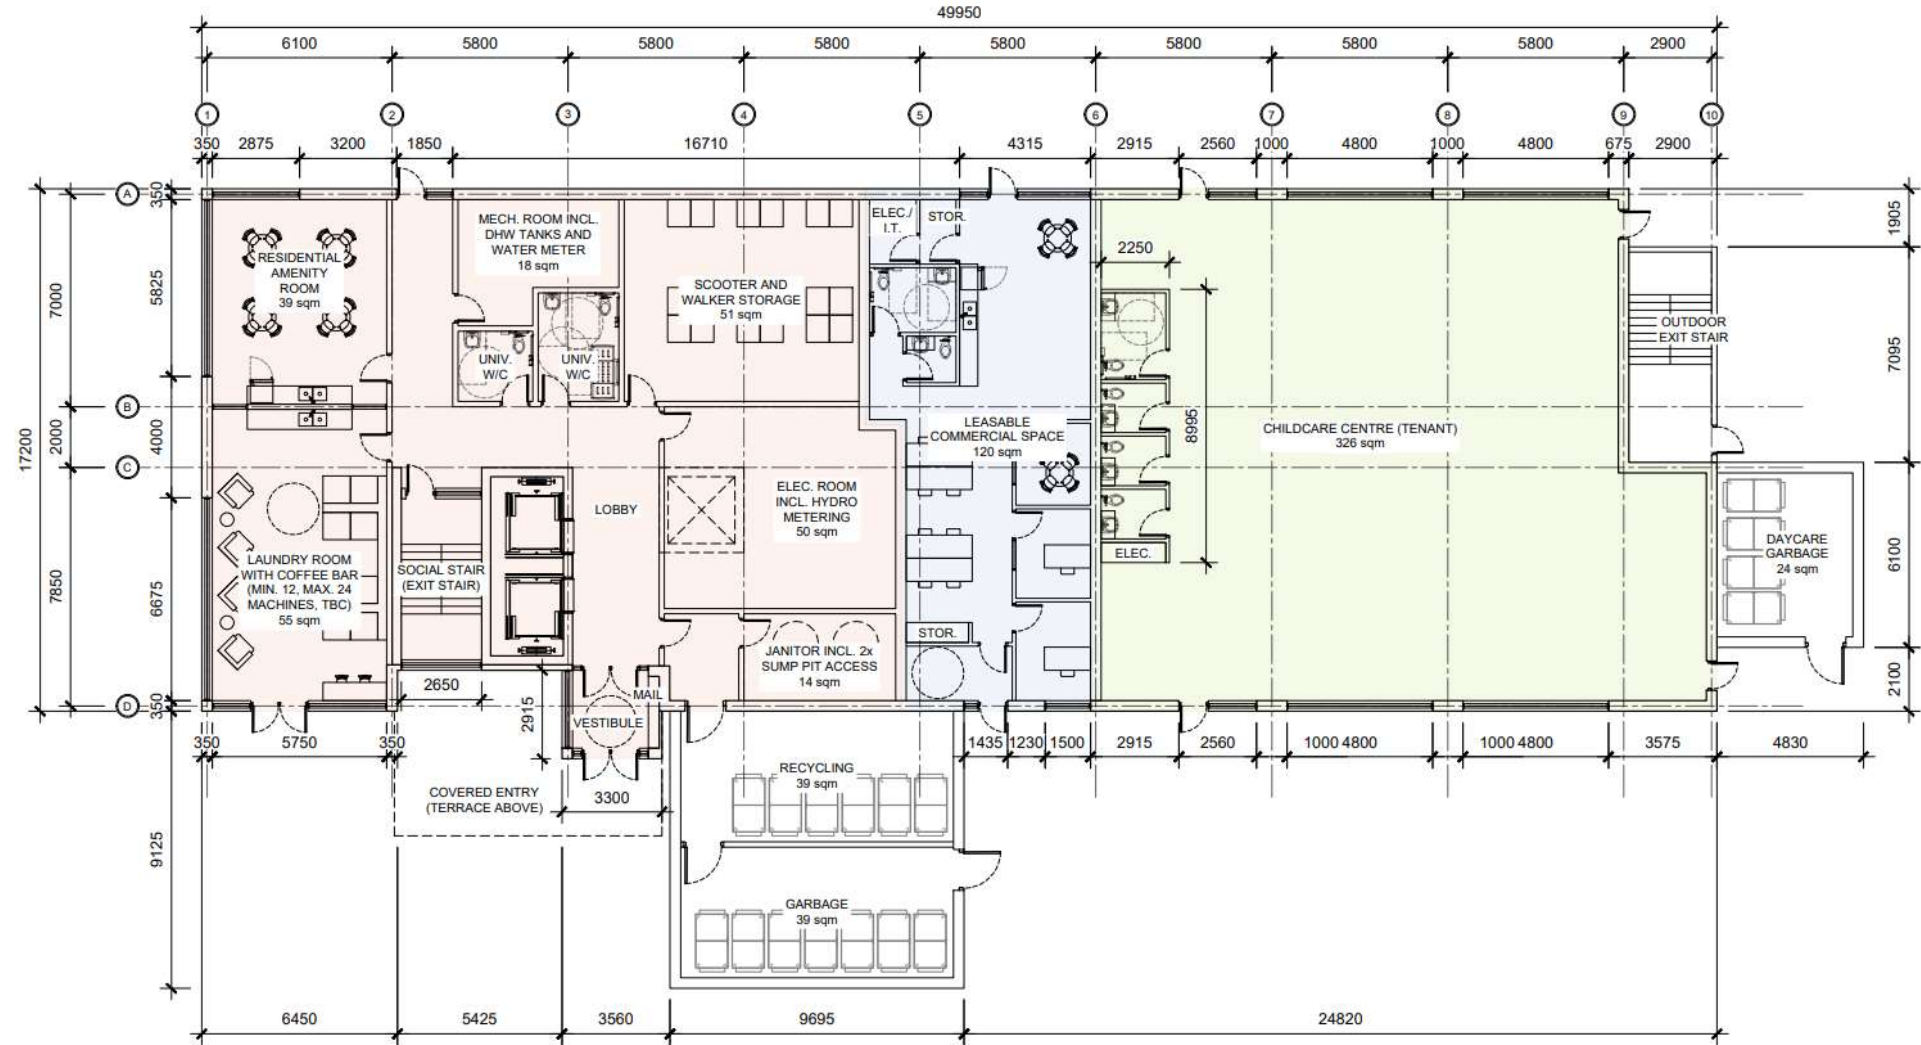 49950
6100 5800 5800 5800 5800 5800 5800 5800 2900
1 2 3 4 5 6 7 8 9 10
350 2875 3200 1850 16710 4315 2915 2560 1000 4800 1000 4800 675 2900
A
B
C
D
17200
7000
2000
7850
350
5825
4000
6675
350
9125
1905
7095
6100
2100
RESIDENTIAL
AMENITY
ROOM
39 sqm
MECH. ROOM INCL.
DHW TANKS AND
WATER METER
18 sqm
UNIV.
W/C
UNIV.
W/C
SCOOTER AND
WALKER STORAGE
51 sqm
ELEC./
I.T.
STOR.
2250
8995
OUTDOOR
EXIT STAIR
LEASABLE
COMMERCIAL SPACE
120 sqm
CHILDCARE CENTRE (TENANT)
326 sqm
LOBBY
ELEC. ROOM
INCL. HYDRO
METERING
50 sqm
ELEC.
DAYCARE
GARBAGE
24 sqm
LAUNDRY ROOM
WITH COFFEE BAR
(MIN. 12, MAX. 24
MACHINES, TBC)
55 sqm
SOCIAL STAIR
(EXIT STAIR)
STOR.
JANITOR INCL. 2x
SUMP PIT ACCESS
14 sqm
2650
2915
MAIL
VESTIBULE
350 5750 350
1435 1230 1500 2915 2560 1000 4800 1000 4800 3575 4830
COVERED ENTRY
(TERRACE ABOVE)
3300
RECYCLING
39 sqm
GARBAGE
39 sqm
6450 5425 3560 9695 24820